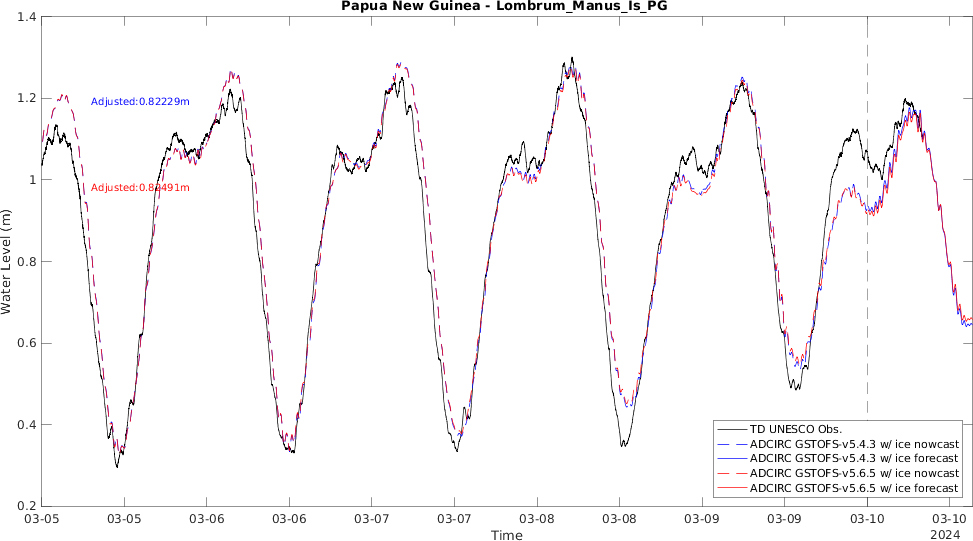 Papua New Guinea - Lombrum_Manus_Is_PG
1.4
1.2
1
0.8
0.6
0.4
0.2
Water Level (m)
Adjusted:0.82229m
Adjusted:0.80491m
TD UNESCO Obs.
ADCIRC GSTOFS-v5.4.3 w/ ice nowcast
ADCIRC GSTOFS-v5.4.3 w/ ice forecast
ADCIRC GSTOFS-v5.6.5 w/ ice nowcast
ADCIRC GSTOFS-v5.6.5 w/ ice forecast
03-05 03-05 03-06 03-06 03-07 03-07 03-08 03-08 03-09 03-09 03-10 03-10
2024
Time